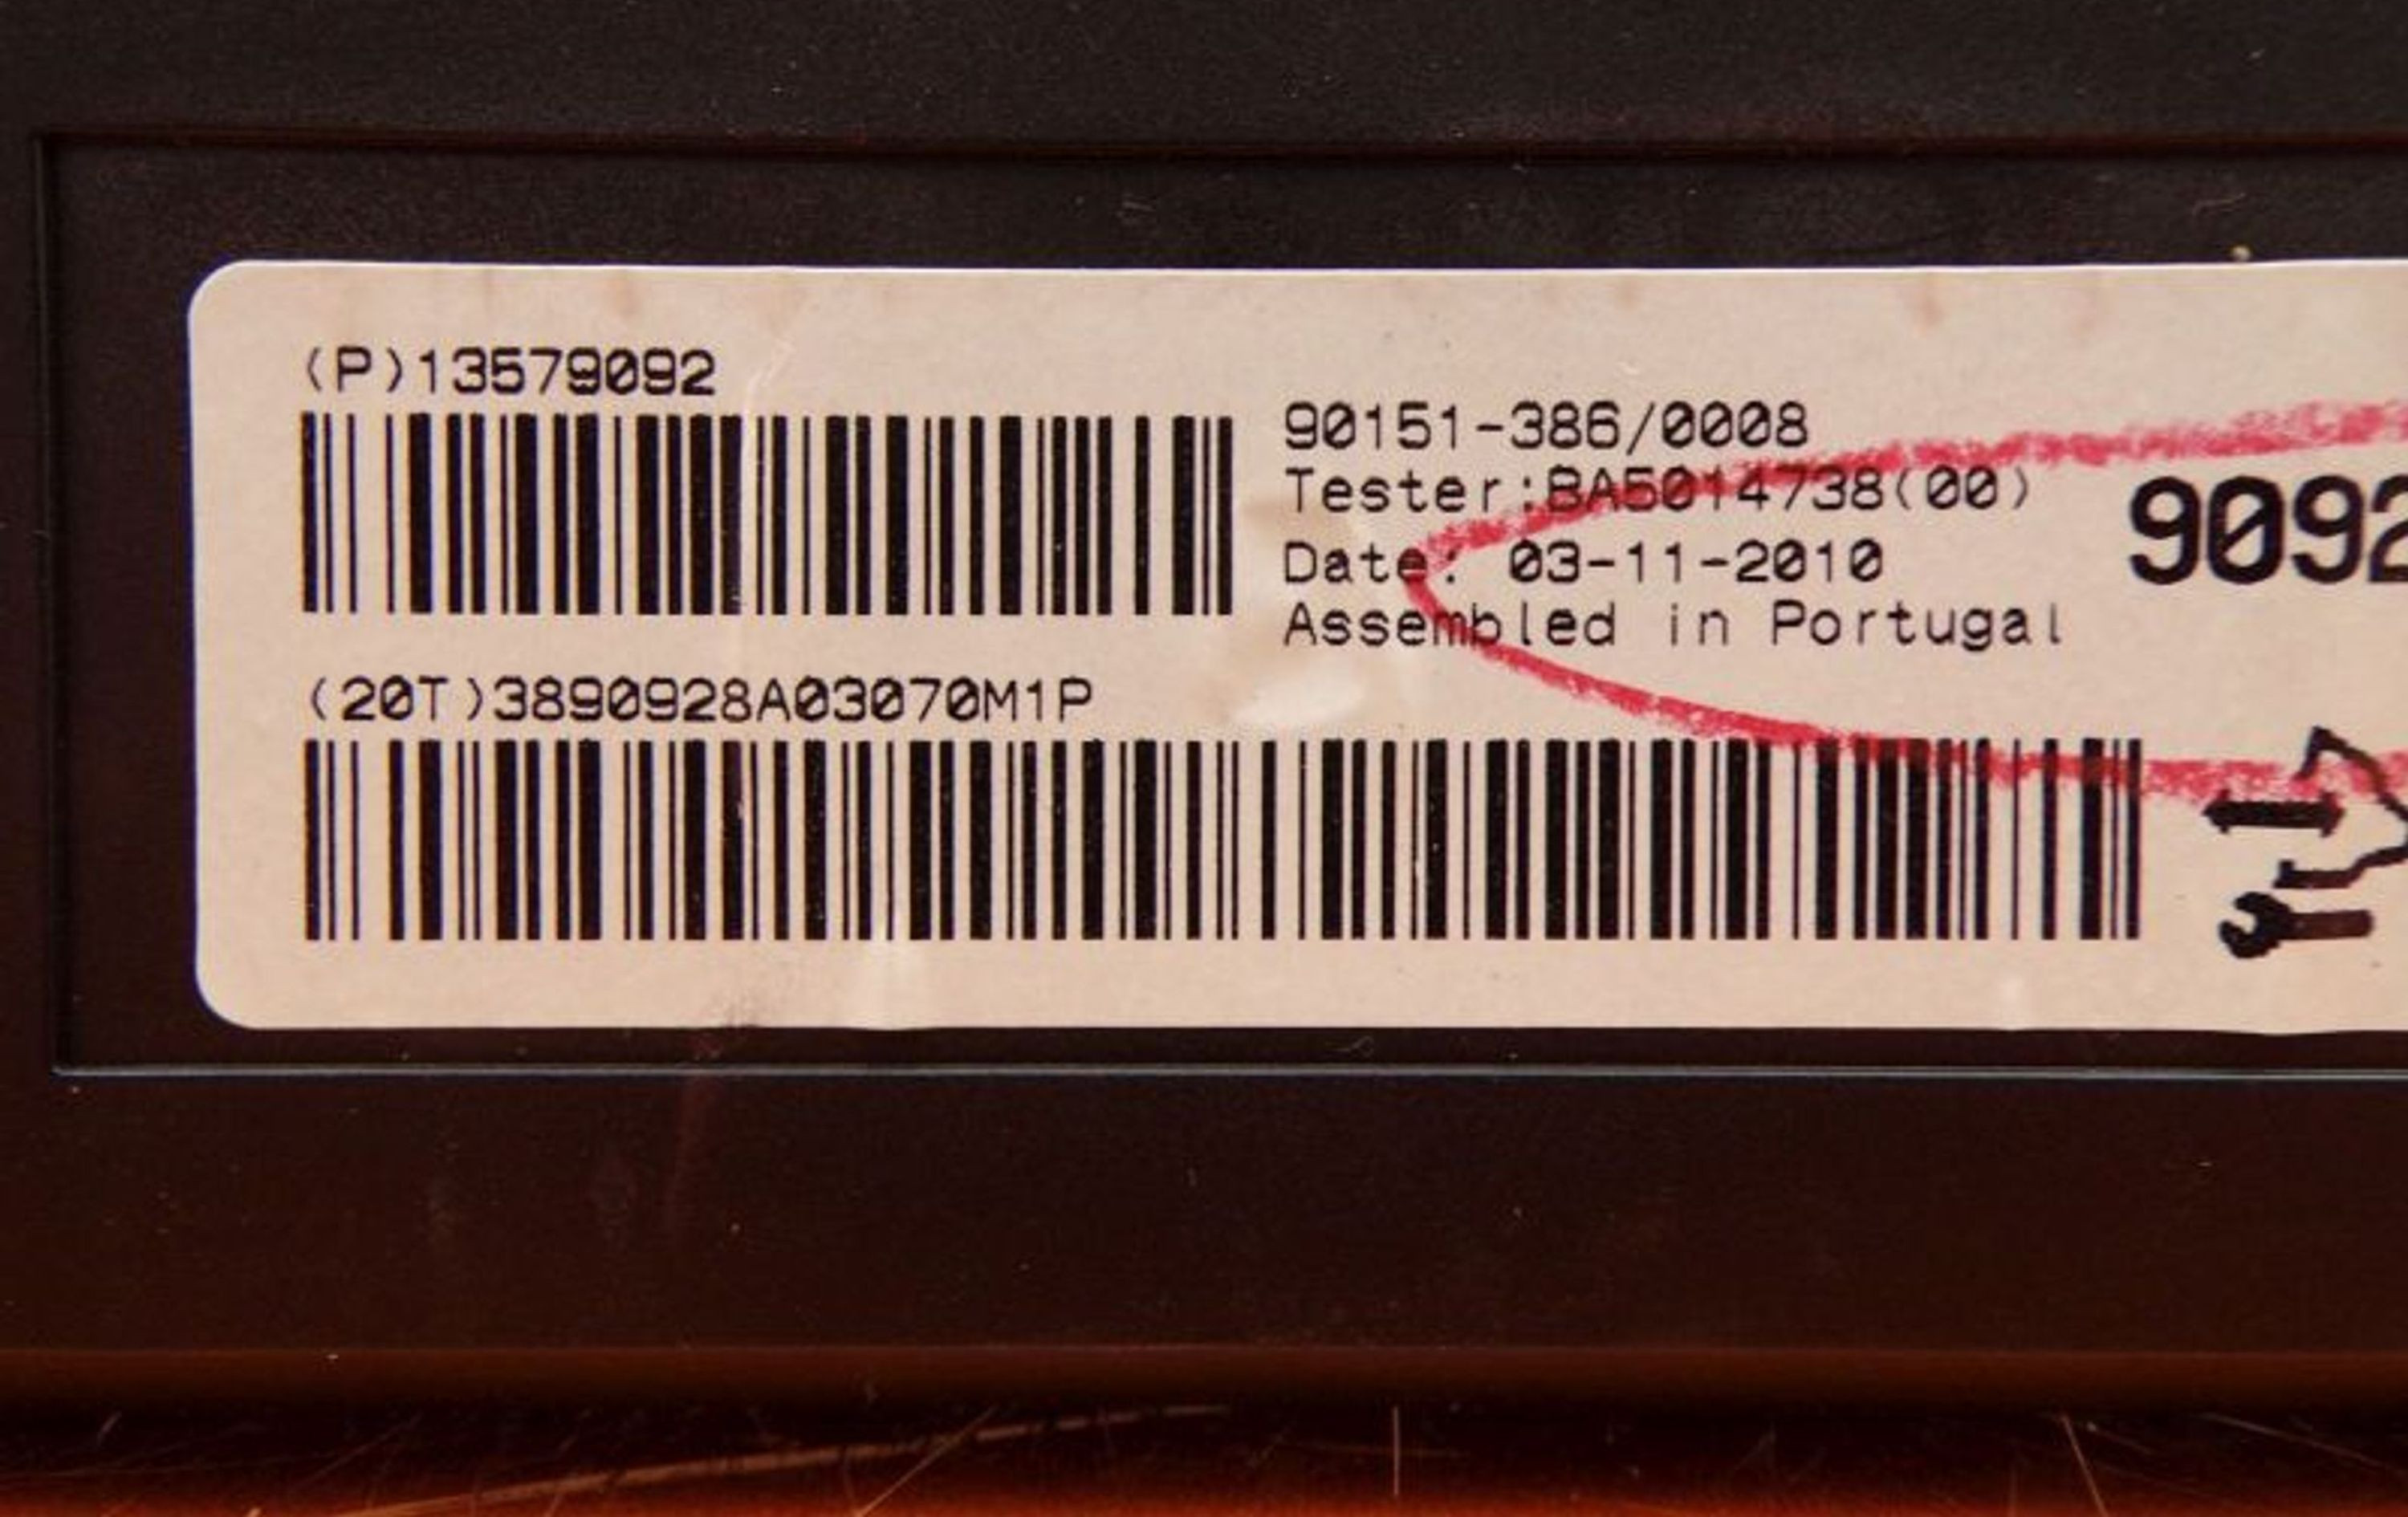 (P)13579092
90151-386/0008
Tester:BA5014738(00)
Date: 03-11-2010
Assembled in Portugal
9092
(20T)3890928A03070M1P